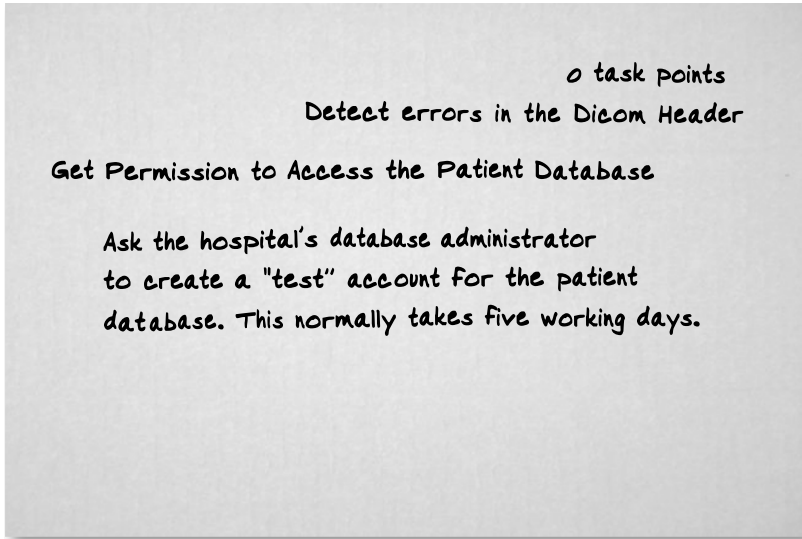 0 task points
Detect errors in the Dicom Header
Get Permission to Access the Patient Database
Ask the hospital's database administrator
to create a "test" account for the patient
database. This normally takes five working days.